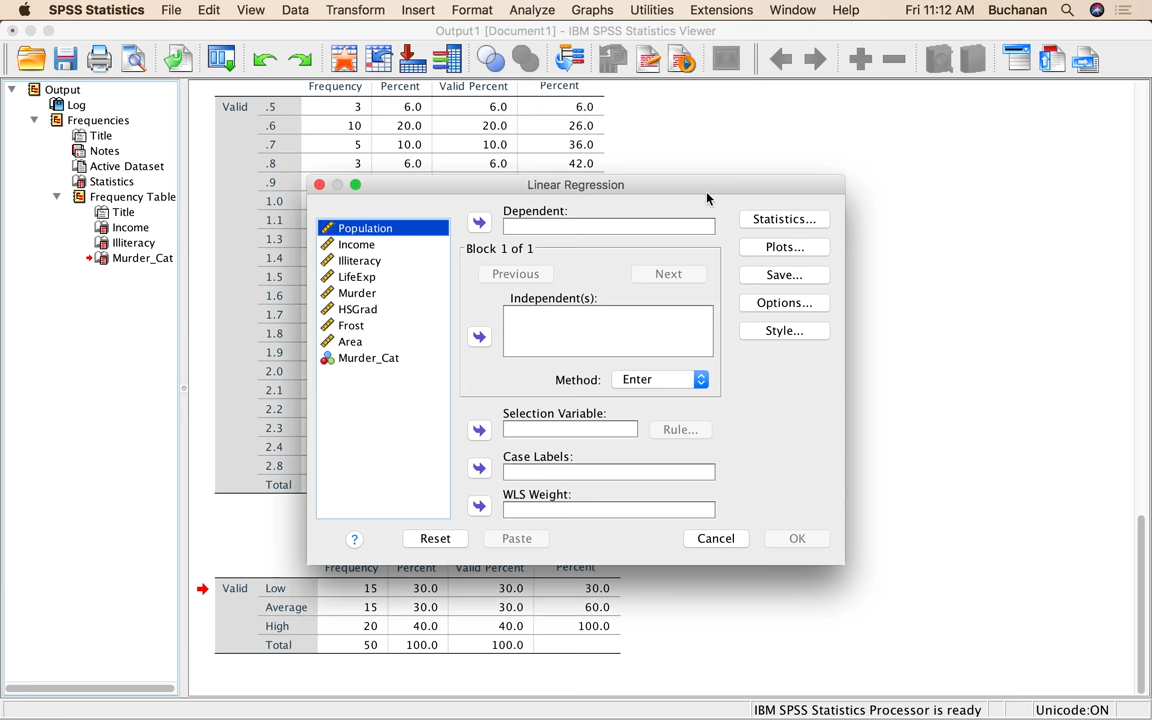 SPSS Statistics File Edit View Data Transform Insert Format Analyze Graphs Utilities Extensions Window Help Fri 11:12 AM Buchanan
Output1 [Document1] - IBM SPSS Statistics Viewer
Output
Log
Frequencies
Title
Notes
Active Dataset
Statistics
Frequency Table
Title
Income
Illiteracy
Murder_Cat
Frequency Percent Valid Percent Percent
Valid .5 3 6.0 6.0 6.0
.6 10 20.0 20.0 26.0
.7 5 10.0 10.0 36.0
.8 3 6.0 6.0 42.0
.9
1.0
1.1
1.3
1.4
1.5
1.6
1.7
1.8
1.9
2.0
2.1
2.2
2.3
2.4
2.8
Total
Linear Regression
Population
Income
Illiteracy
LifeExp
Murder
HSGrad
Frost
Area
Murder_Cat
Dependent:
Block 1 of 1
Previous Next
Independent(s):
Method: Enter
Selection Variable:
Rule...
Case Labels:
WLS Weight:
Statistics...
Plots...
Save...
Options...
Style...
? Reset Paste Cancel OK
Frequency Percent Valid Percent Percent
Valid Low 15 30.0 30.0 30.0
Average 15 30.0 30.0 60.0
High 20 40.0 40.0 100.0
Total 50 100.0 100.0
IBM SPSS Statistics Processor is ready Unicode:ON